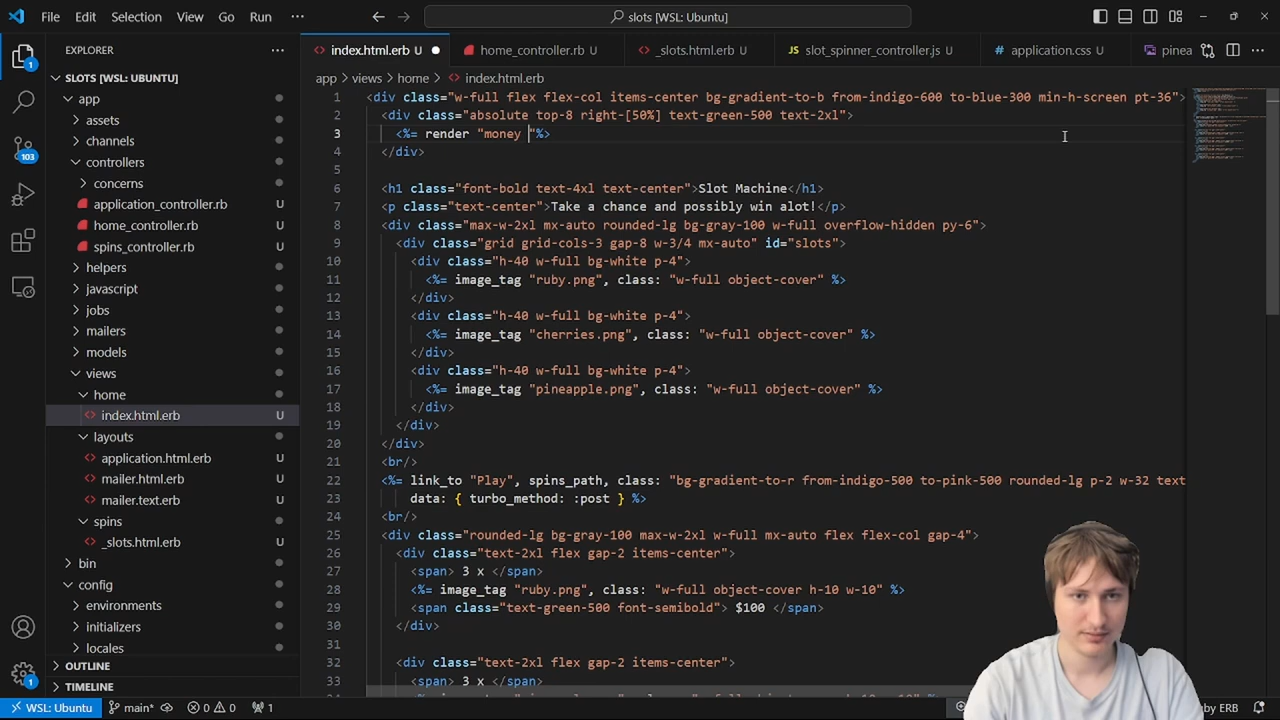 File Edit Selection View Go Run ··· slots [WSL: Ubuntu]
EXPLORER ···
index.html.erb U ● home_controller.rb U _slots.html.erb U slot_spinner_controller.js U application.css U pinea ···
SLOTS [WSL: UBUNTU]
app > views > home > index.html.erb
app
assets
channels
controllers
concerns
application_controller.rb U
home_controller.rb U
spins_controller.rb U
helpers
javascript
jobs
mailers
models
views
home
index.html.erb U
layouts
application.html.erb U
mailer.html.erb U
mailer.text.erb U
spins
_slots.html.erb U
bin
config
environments
initializers
locales
OUTLINE
TIMELINE
1
103
1
1 <div class="w-full flex flex-col items-center bg-gradient-to-b from-indigo-600 to-blue-300 min-h-screen pt-36">
2 <div class="absolute top-8 right-[50%] text-green-500 text-2xl">
3 <%= render "money "%>
4 </div>
5
6 <h1 class="font-bold text-4xl text-center">Slot Machine</h1>
7 <p class="text-center">Take a chance and possibly win alot!</p>
8 <div class="max-w-2xl mx-auto rounded-lg bg-gray-100 w-full overflow-hidden py-6">
9 <div class="grid grid-cols-3 gap-8 w-3/4 mx-auto" id="slots">
10 <div class="h-40 w-full bg-white p-4">
11 <%= image_tag "ruby.png", class: "w-full object-cover" %>
12 </div>
13 <div class="h-40 w-full bg-white p-4">
14 <%= image_tag "cherries.png", class: "w-full object-cover" %>
15 </div>
16 <div class="h-40 w-full bg-white p-4">
17 <%= image_tag "pineapple.png", class: "w-full object-cover" %>
18 </div>
19 </div>
20 </div>
21 <br/>
22 <%= link_to "Play", spins_path, class: "bg-gradient-to-r from-indigo-500 to-pink-500 rounded-lg p-2 w-32 text
23 data: { turbo_method: :post } %>
24 <br/>
25 <div class="rounded-lg bg-gray-100 max-w-2xl w-full mx-auto flex flex-col gap-4">
26 <div class="text-2xl flex gap-2 items-center">
27 <span> 3 x </span>
28 <%= image_tag "ruby.png", class: "w-full object-cover h-10 w-10" %>
29 <span class="text-green-500 font-semibold"> $100 </span>
30 </div>
31
32 <div class="text-2xl flex gap-2 items-center">
33 <span> 3 x </span>
WSL: Ubuntu main* 0 0 1 by ERB